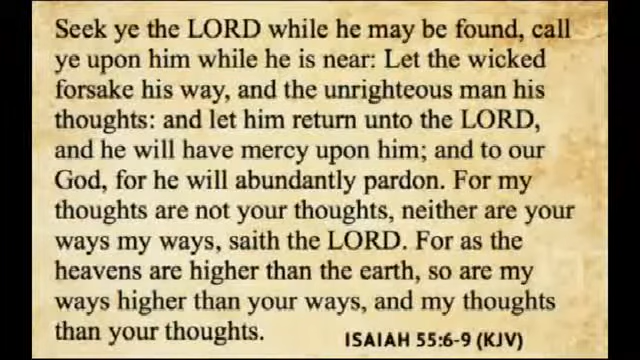 Seek ye the LORD while he may be found, call
ye upon him while he is near: Let the wicked
forsake his way, and the unrighteous man his
thoughts: and let him return unto the LORD,
and he will have mercy upon him; and to our
God, for he will abundantly pardon. For my
thoughts are not your thoughts, neither are your
ways my ways, saith the LORD. For as the
heavens are higher than the earth, so are my
ways higher than your ways, and my thoughts
than your thoughts.
ISAIAH 55:6-9 (KJV)